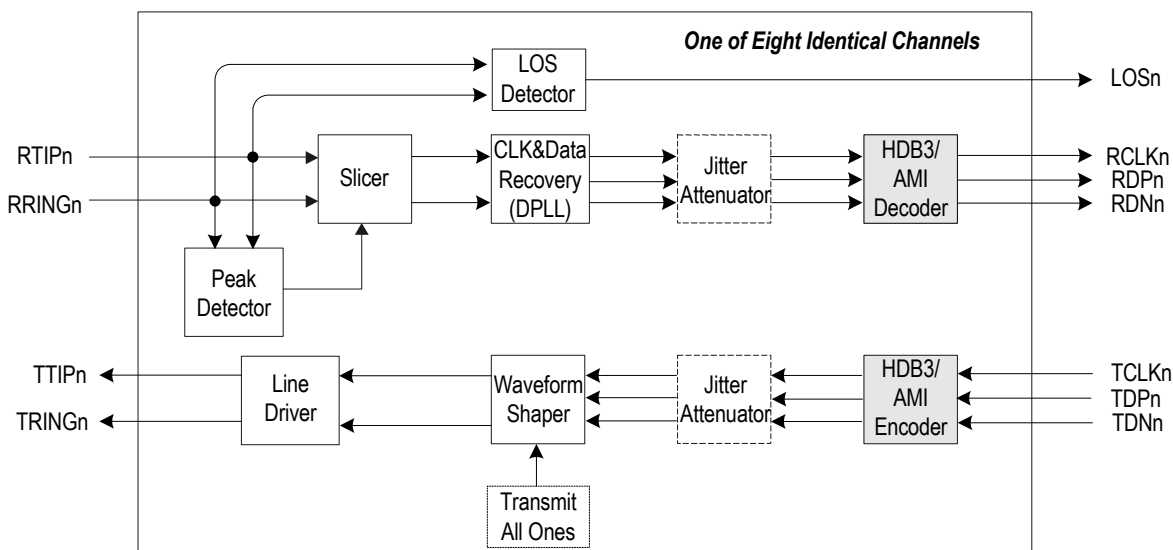 One of Eight Identical Channels
LOS
Detector
LOSn
RTIPn
RRINGn
Slicer
CLK&Data
Recovery
(DPLL)
Jitter
Attenuator
HDB3/
AMI
Decoder
RCLKn
RDPn
RDNn
Peak
Detector
TTIPn
TRINGn
Line
Driver
Waveform
Shaper
Jitter
Attenuator
HDB3/
AMI
Encoder
TCLKn
TDPn
TDNn
Transmit
All Ones